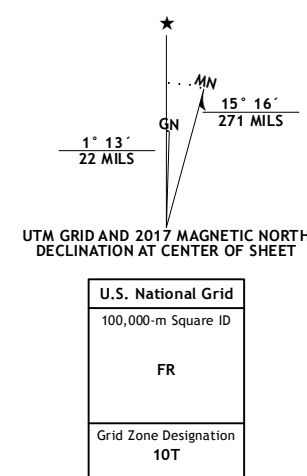 MN
GN
15° 16´
271 MILS
1° 13´
22 MILS
UTM GRID AND 2017 MAGNETIC NORTH
DECLINATION AT CENTER OF SHEET
U.S. National Grid
100,000-m Square ID
FR
Grid Zone Designation
10T